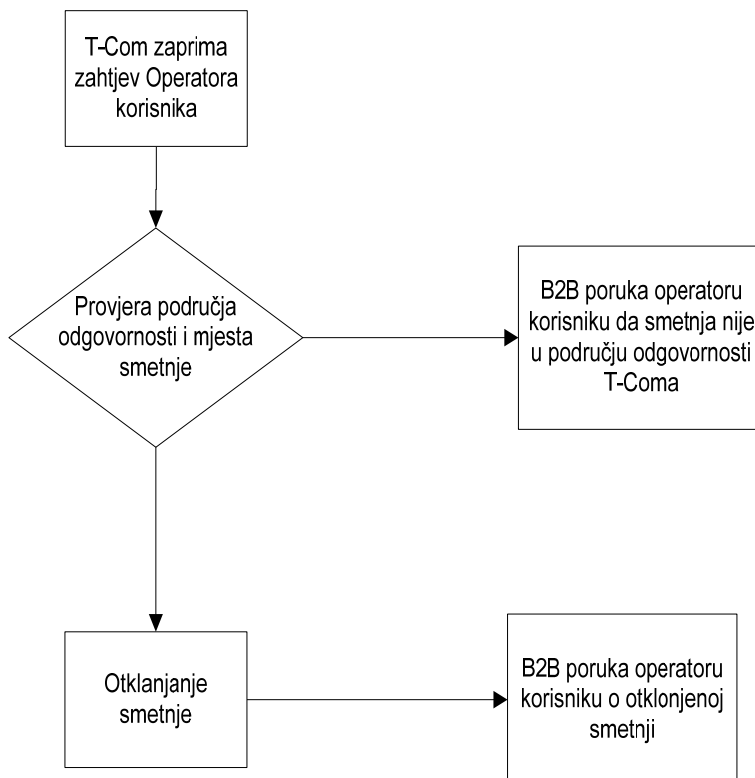 T-Com zaprima
zahtjev Operatora
korisnika
Provjera područja
odgovornosti i mjesta
smetnje
B2B poruka operatoru
korisniku da smetnja nije
u području odgovornosti
T-Coma
Otklanjanje
smetnje
B2B poruka operatoru
korisniku o otklonjenoj
smetnji